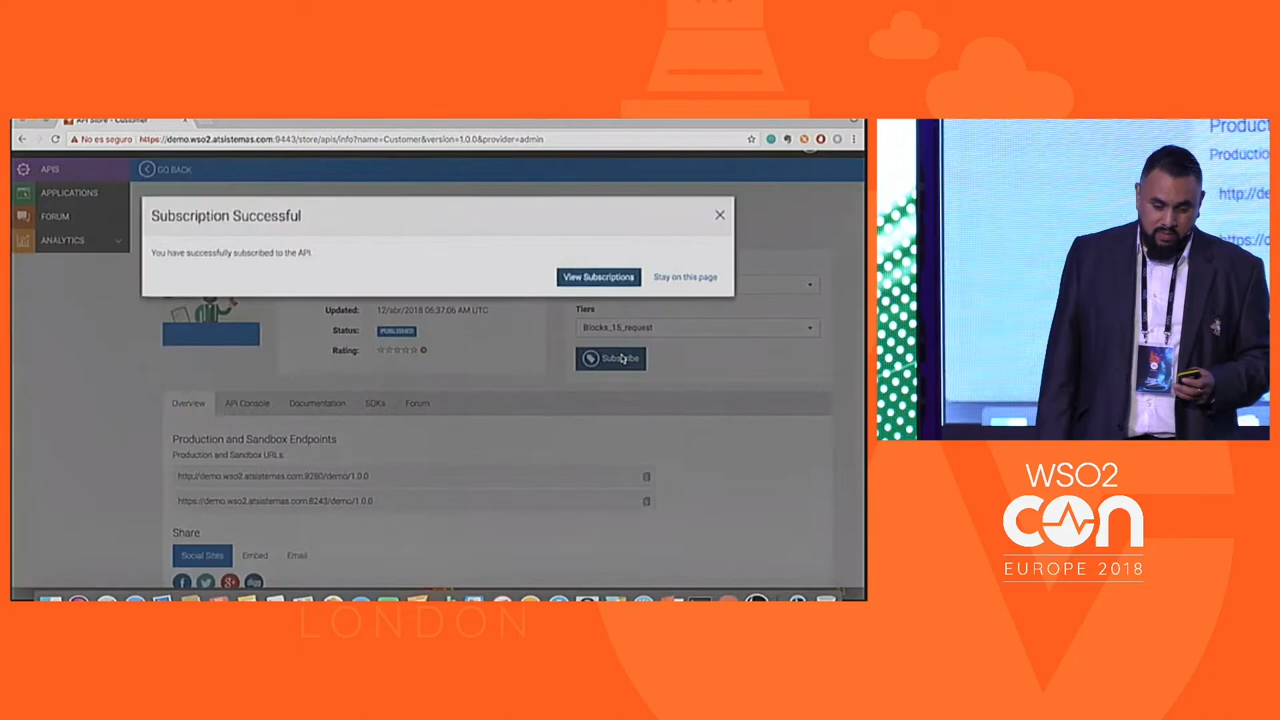 API Store - Customer
No es seguro
https://demo.wso2.atsistemas.com:9443/store/apis/info?name=Customer&version=1.0.0&provider=admin
APIS
GO BACK
APPLICATIONS
FORUM
ANALYTICS
Subscription Successful
You have successfully subscribed to the API.
View Subscriptions
Stay on this page
Updated: 12/abr/2018 06:37:06 AM UTC
Status: PUBLISHED
Rating:
Tiers
Blocks_15_request
Subscribe
Overview API Console Documentation SDKs Forum
Production and Sandbox Endpoints
Production and Sandbox URLs:
http://demo.wso2.atsistemas.com:8280/demo/1.0.0
https://demo.wso2.atsistemas.com:8243/demo/1.0.0
Share
Social Sites Embed Email
Product
Productio
http://de
https://d
WSO2
CON
EUROPE 2018
LONDON